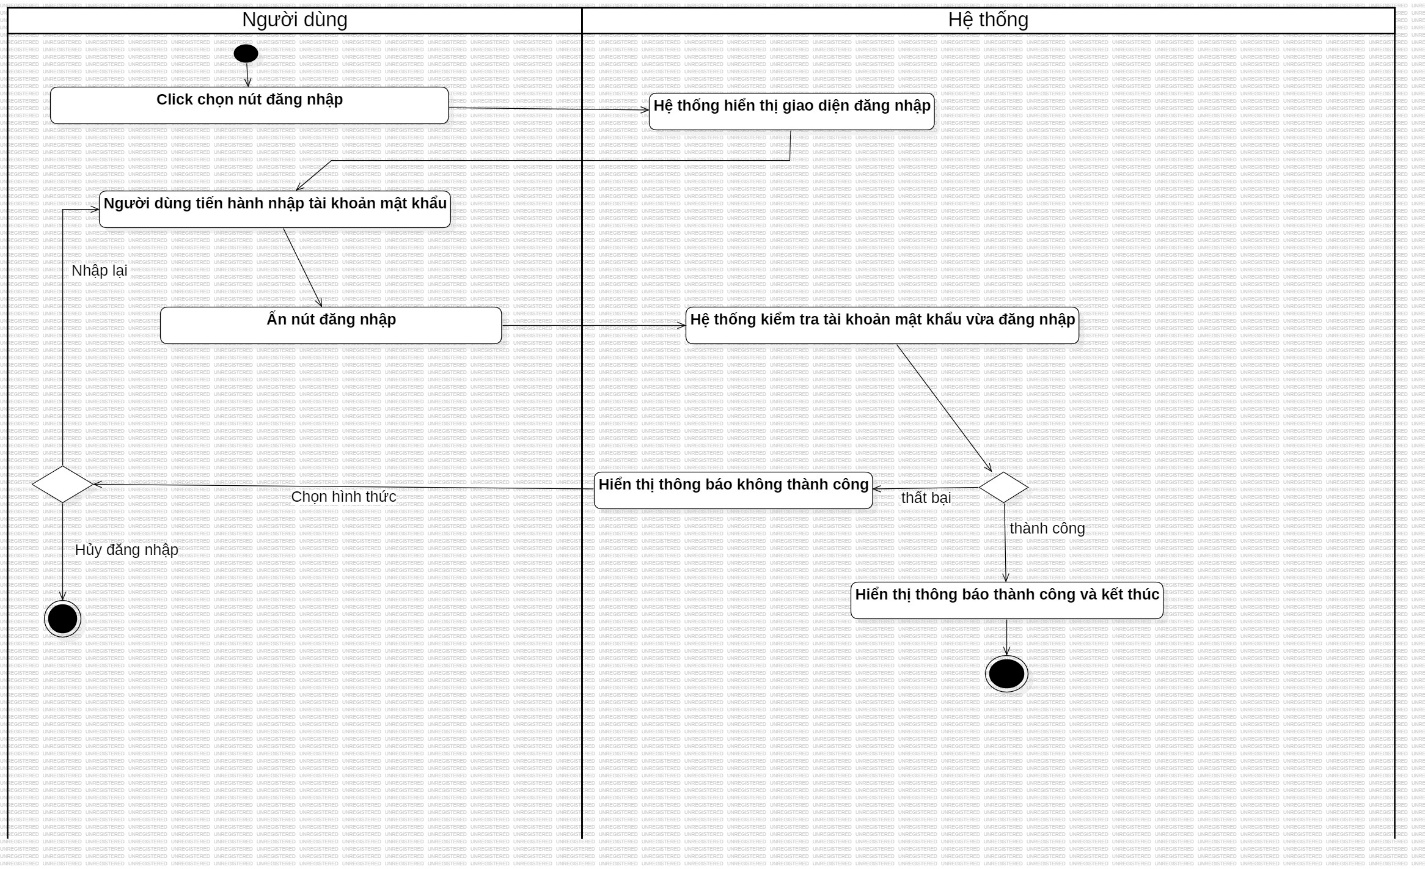 Người dùng
Hệ thống
Click chọn nút đăng nhập
Hệ thống hiển thị giao diện đăng nhập
Người dùng tiến hành nhập tài khoản mật khẩu
Nhập lại
Ấn nút đăng nhập
Hệ thống kiểm tra tài khoản mật khẩu vừa đăng nhập
Chọn hình thức
Hiển thị thông báo không thành công
thất bại
thành công
Hủy đăng nhập
Hiển thị thông báo thành công và kết thúc
UNREGISTERED